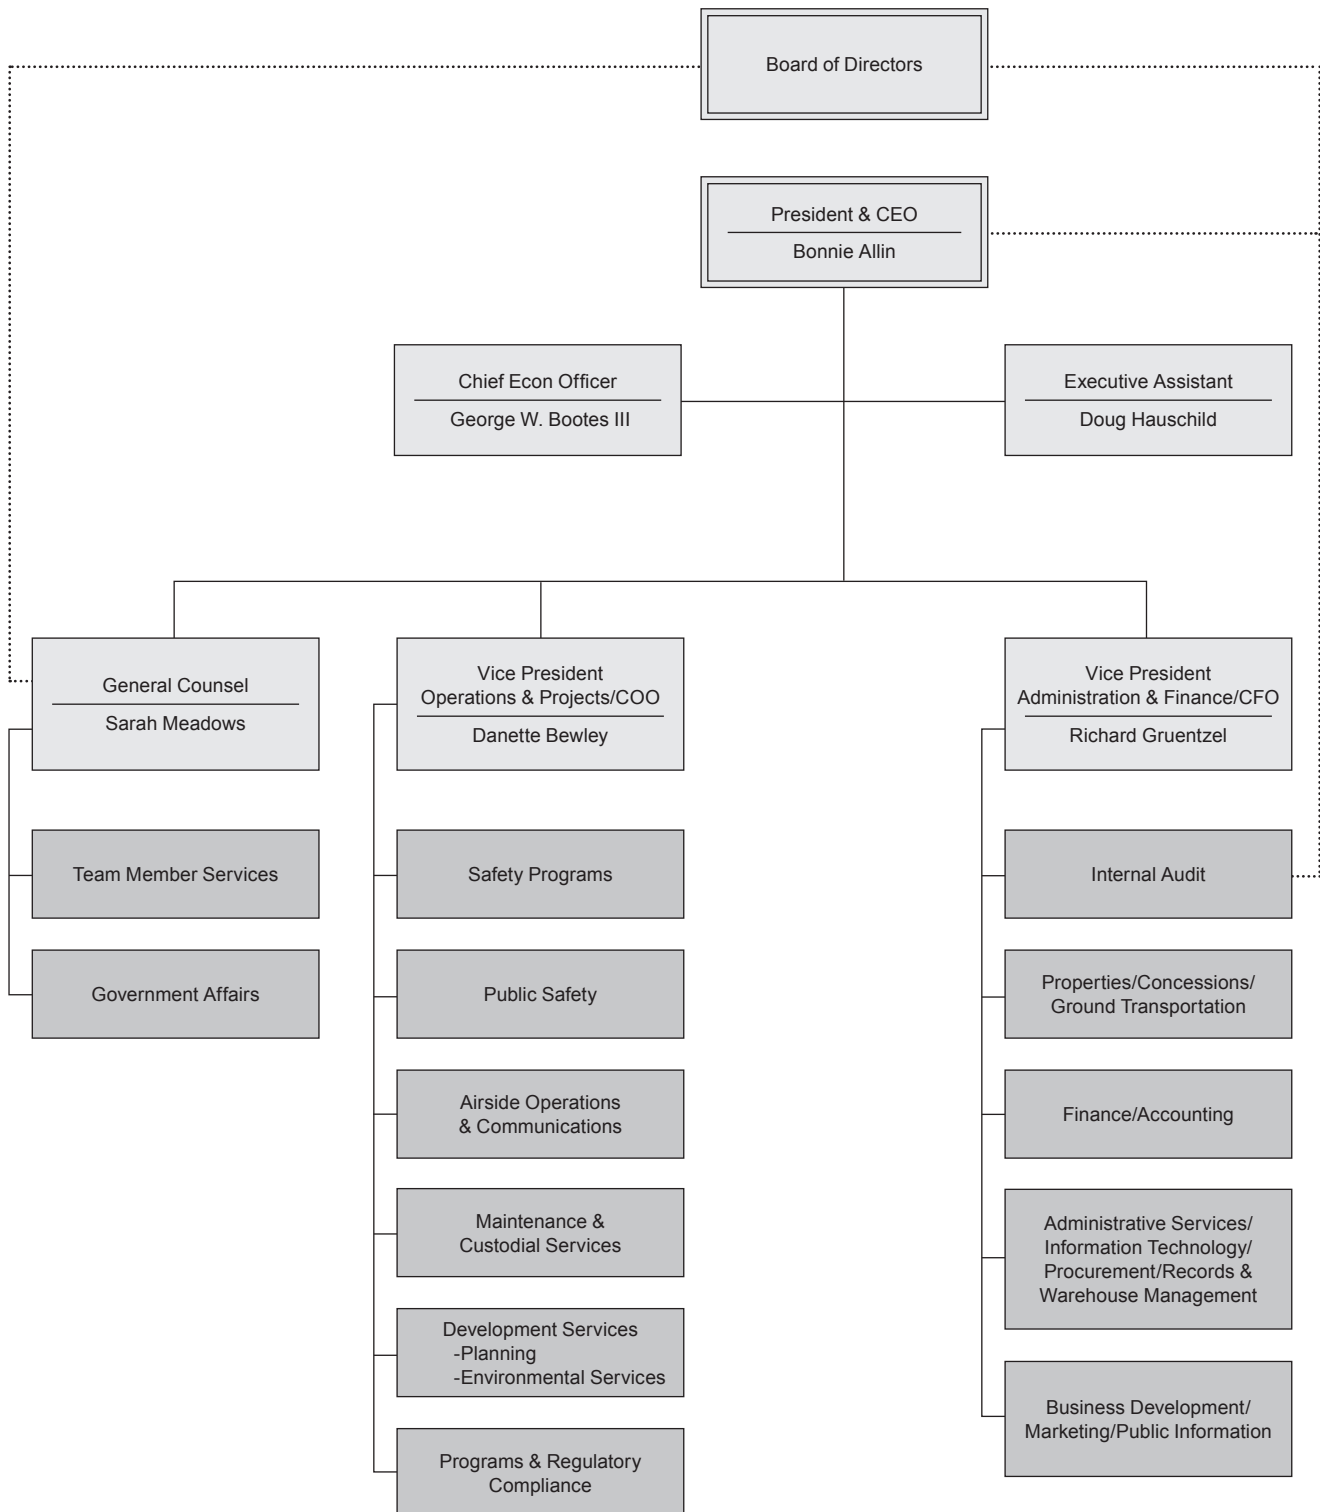 Board of Directors
President & CEO
Bonnie Allin
Chief Econ Officer
George W. Bootes III
Executive Assistant
Doug Hauschild
General Counsel
Sarah Meadows
Vice President
Operations & Projects/COO
Danette Bewley
Vice President
Administration & Finance/CFO
Richard Gruentzel
Team Member Services
Government Affairs
Safety Programs
Public Safety
Airside Operations
& Communications
Maintenance &
Custodial Services
Development Services
-Planning
-Environmental Services
Programs & Regulatory
Compliance
Internal Audit
Properties/Concessions/
Ground Transportation
Finance/Accounting
Administrative Services/
Information Technology/
Procurement/Records &
Warehouse Management
Business Development/
Marketing/Public Information